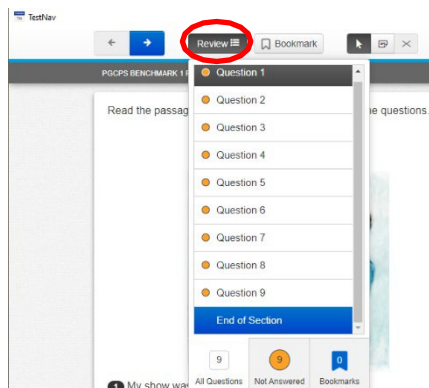 TestNav
Review
Bookmark
PGCPS BENCHMARK 1
Read the passag
e questions
Question 1
Question 2
Question 3
Question 4
Question 5
Question 6
Question 7
Question 8
Question 9
End of Section
9
9
0
All Questions
Not Answered
Bookmarks
1 My show was